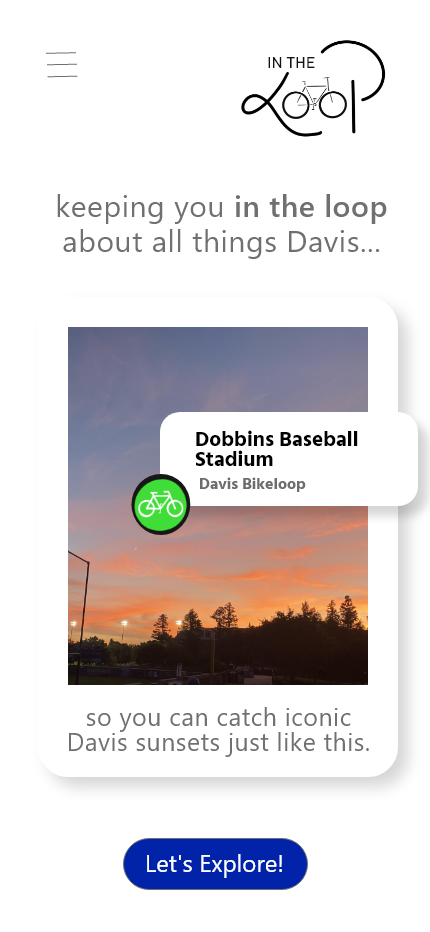 IN THE
Loop
keeping you in the loop
about all things Davis...
Dobbins Baseball
Stadium
Davis Bikeloop
so you can catch iconic
Davis sunsets just like this.
Let's Explore!